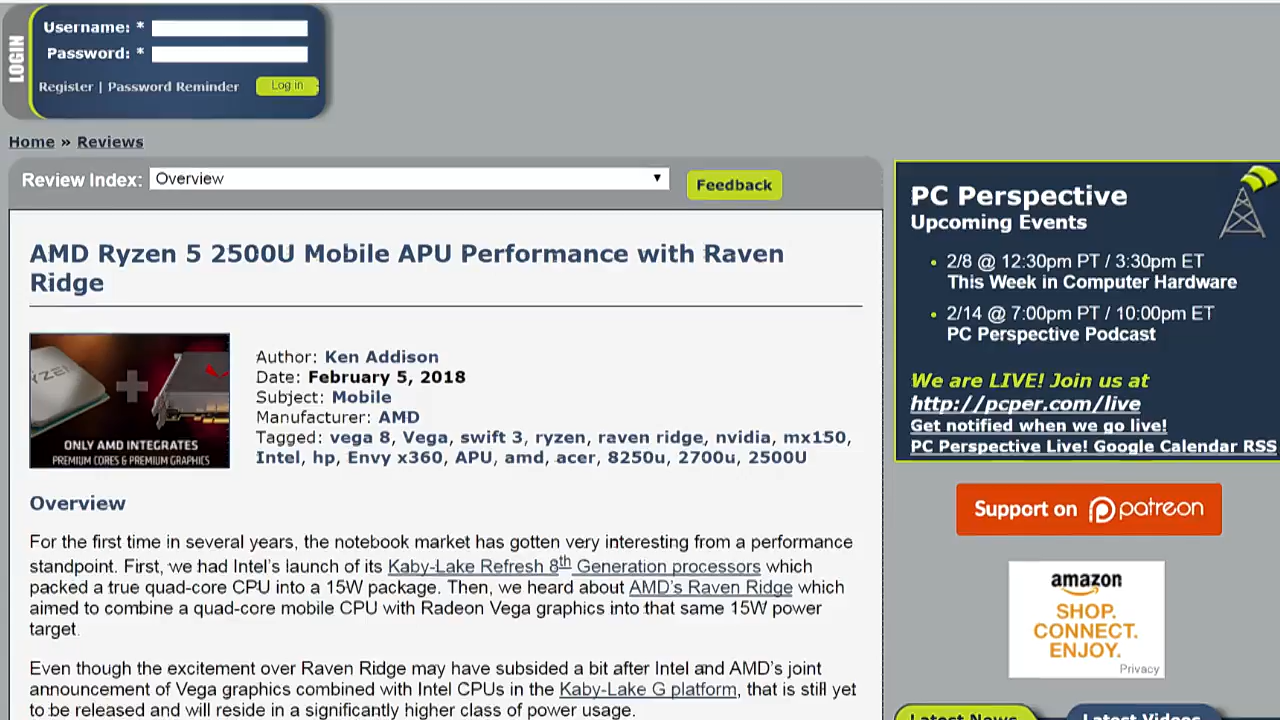 LOGIN
Username: *
Password: *
Register | Password Reminder
Log in
Home » Reviews
Review Index:
Overview
Feedback
AMD Ryzen 5 2500U Mobile APU Performance with Raven
Ridge
ONLY AMD INTEGRATES
PREMIUM CORES & PREMIUM GRAPHICS
Author: Ken Addison
Date: February 5, 2018
Subject: Mobile
Manufacturer: AMD
Tagged: vega 8, Vega, swift 3, ryzen, raven ridge, nvidia, mx150,
Intel, hp, Envy x360, APU, amd, acer, 8250u, 2700u, 2500U
Overview
For the first time in several years, the notebook market has gotten very interesting from a performance
standpoint. First, we had Intel's launch of its Kaby-Lake Refresh 8th Generation processors which
packed a true quad-core CPU into a 15W package. Then, we heard about AMD's Raven Ridge which
aimed to combine a quad-core mobile CPU with Radeon Vega graphics into that same 15W power
target.
Even though the excitement over Raven Ridge may have subsided a bit after Intel and AMD's joint
announcement of Vega graphics combined with Intel CPUs in the Kaby-Lake G platform, that is still yet
to be released and will reside in a significantly higher class of power usage.
PC Perspective
Upcoming Events
2/8 @ 12:30pm PT / 3:30pm ET
This Week in Computer Hardware
2/14 @ 7:00pm PT / 10:00pm ET
PC Perspective Podcast
We are LIVE! Join us at
http://pcper.com/live
Get notified when we go live!
PC Perspective Live! Google Calendar RSS
Support on patreon
amazon
SHOP.
CONNECT.
ENJOY.
Privacy
Latest News
Latest Videos